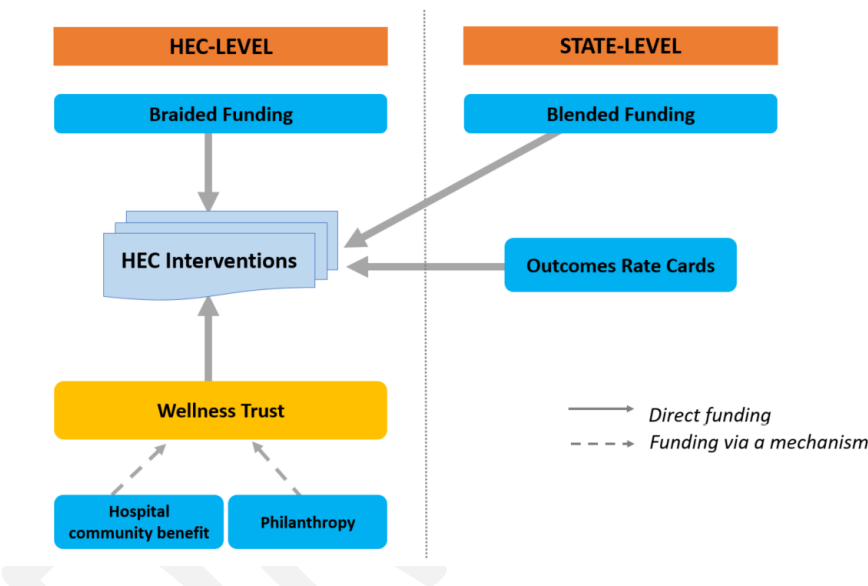 HEC-LEVEL
STATE-LEVEL
Braided Funding
Blended Funding
HEC Interventions
Outcomes Rate Cards
Wellness Trust
Direct funding
Funding via a mechanism
Hospital
community benefit
Philanthropy